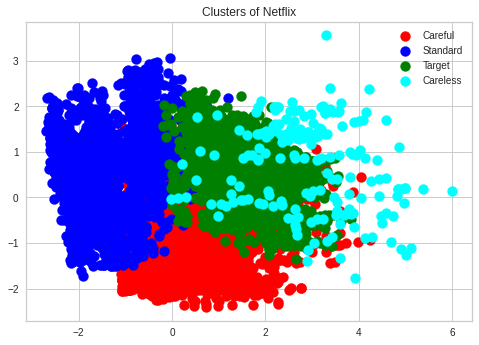 Clusters of Netflix
Careful
Standard
Target
Careless
3
2
1
0
−1
−2
−2
0
2
4
6